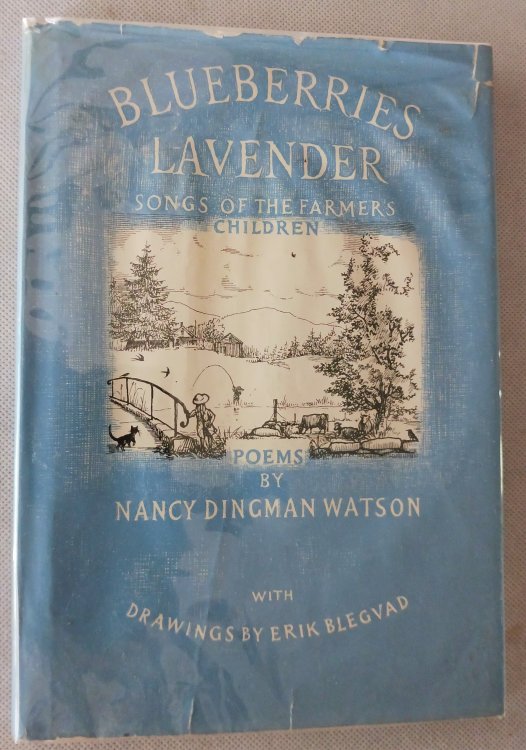 BLUEBERRIES
LAVENDER
SONGS OF THE FARMERS
CHILDREN
POEMS
BY
NANCY DINGMAN WATSON
WITH
DRAWINGS BY ERIK BLEGVAD